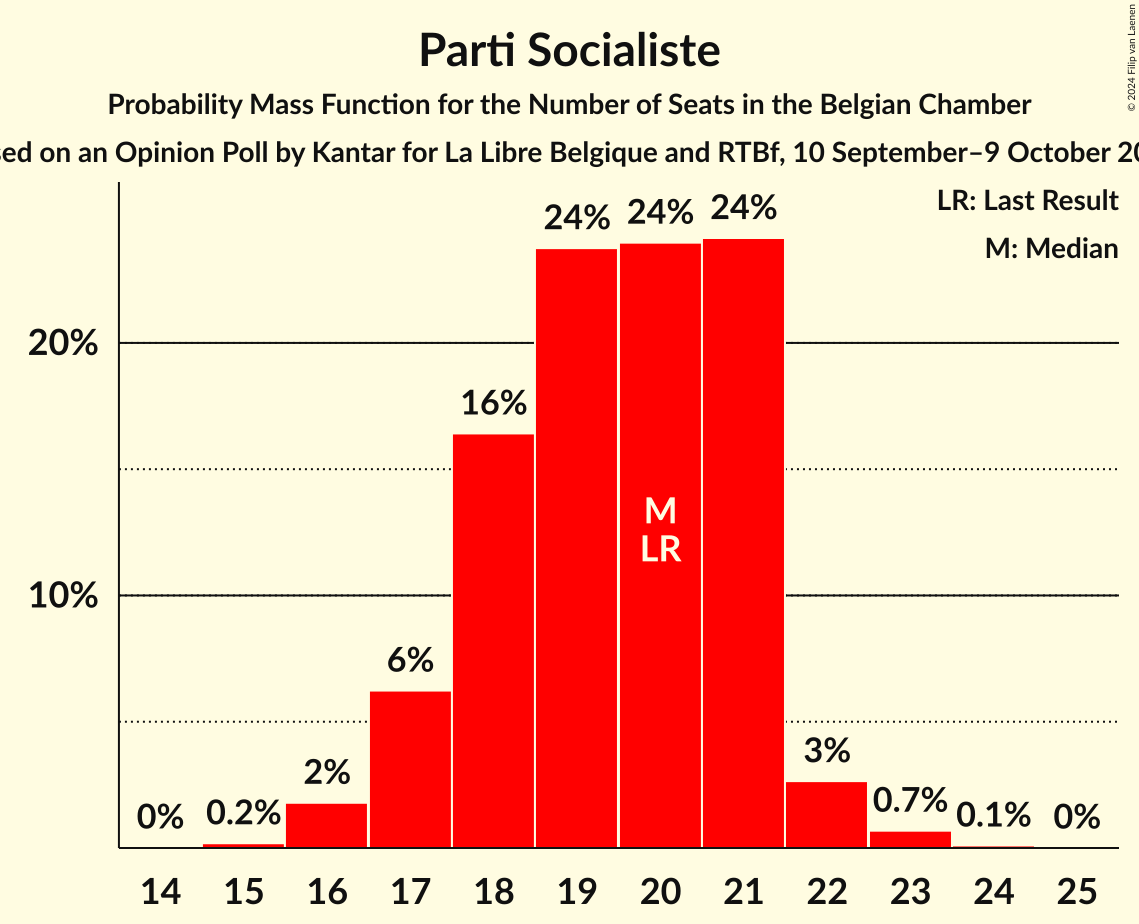 Parti Socialiste
Probability Mass Function for the Number of Seats in the Belgian Chamber
on an Opinion Poll by Kantar for La Libre Belgique and RTBf, 10 September–9 October
© 2024 Filip van Laenen
LR: Last Result
M: Median
24% 24% 24%
20%
16%
M
LR
10%
6%
3%
2%
0% 0.2% 0.7% 0.1% 0%
14 15 16 17 18 19 20 21 22 23 24 25